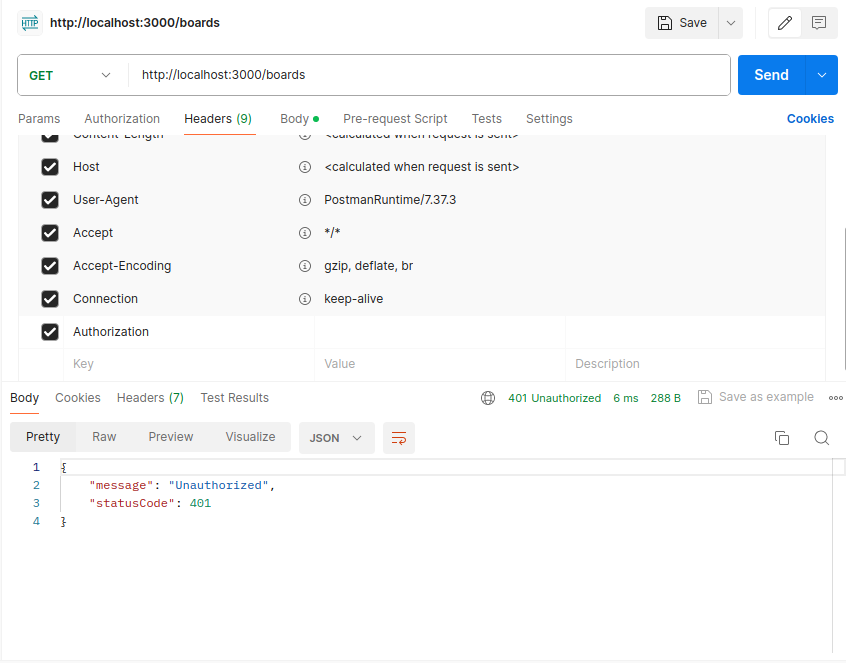 HTTP http://localhost:3000/boards Save
GET http://localhost:3000/boards Send
Params Authorization Headers (9) Body Pre-request Script Tests Settings Cookies
Content-Length <calculated when request is sent>
Host <calculated when request is sent>
User-Agent PostmanRuntime/7.37.3
Accept */*
Accept-Encoding gzip, deflate, br
Connection keep-alive
Authorization
Key Value Description
Body Cookies Headers (7) Test Results 401 Unauthorized 6 ms 288 B Save as example
Pretty Raw Preview Visualize JSON
1 {
2 "message": "Unauthorized",
3 "statusCode": 401
4 }